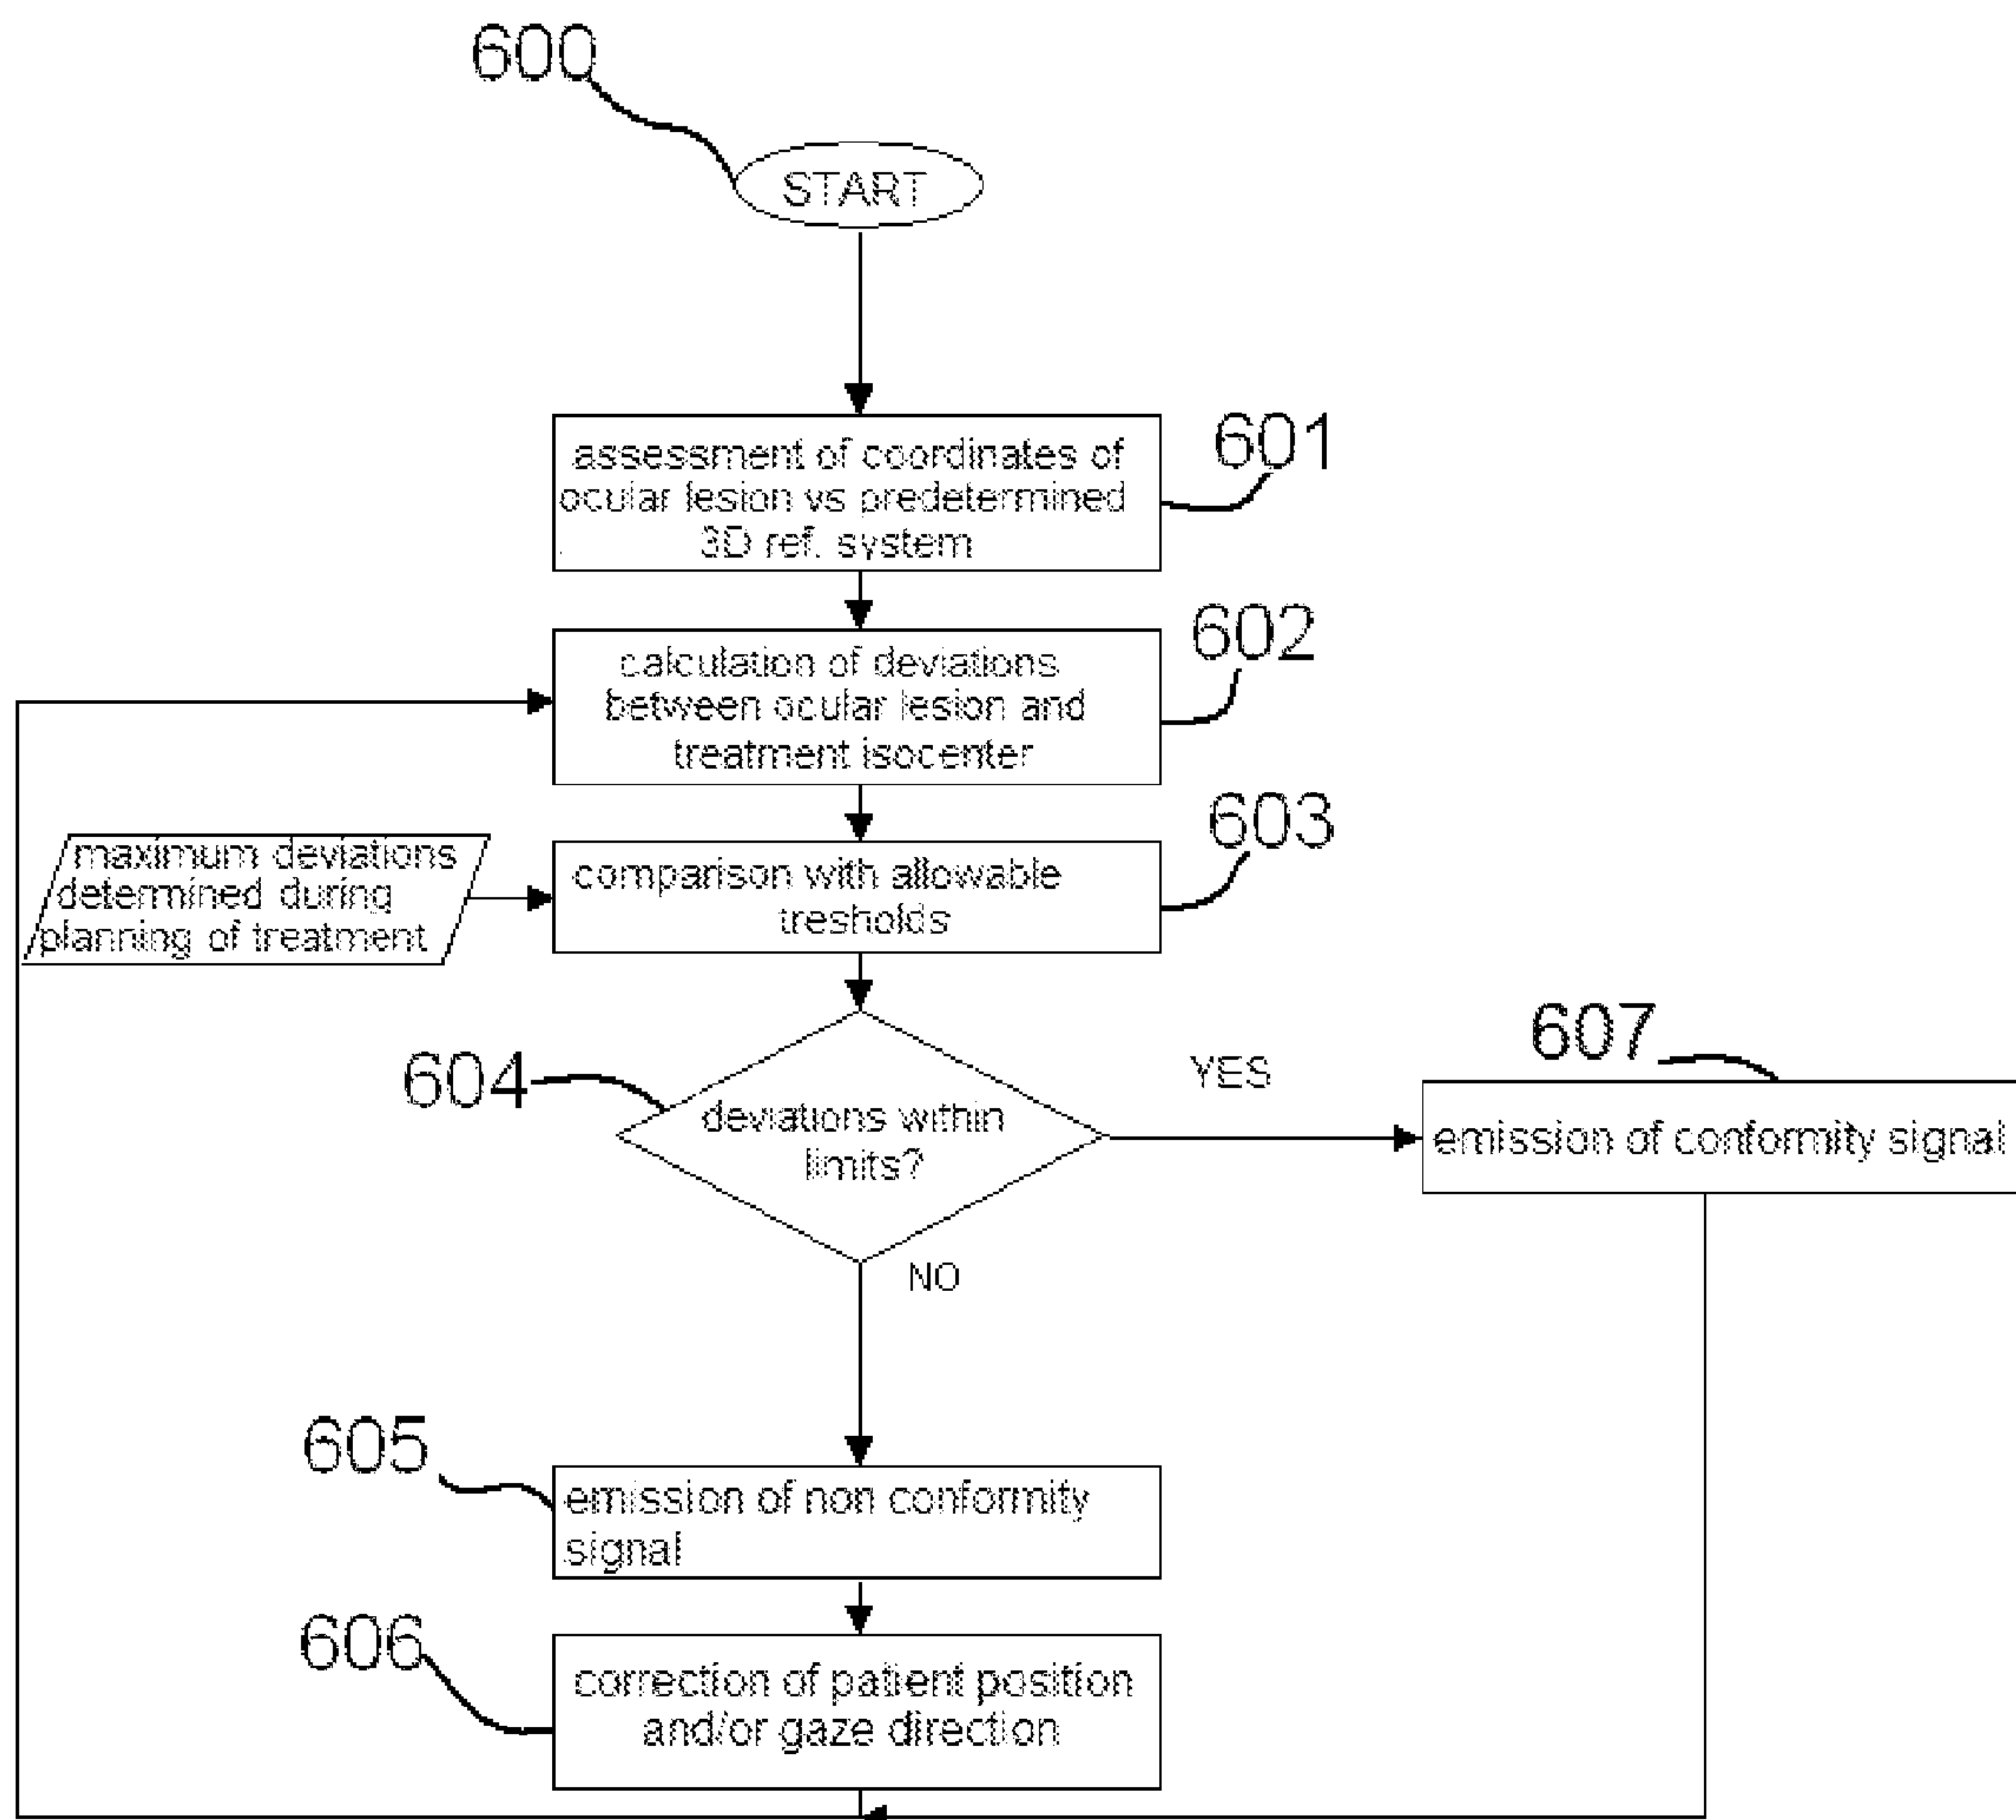 600
START
assessment of coordinates of
ocular lesion vs predetermined
3D ref. system
601
calculation of deviations
between ocular lesion and
treatment isocenter
602
maximum deviations
determined during
planning of treatment
comparison with allowable
tresholds
603
604
deviations within
limits?
YES
607
emission of conformity signal
NO
605
emission of non conformity
signal
606
correction of patient position
and/or gaze direction